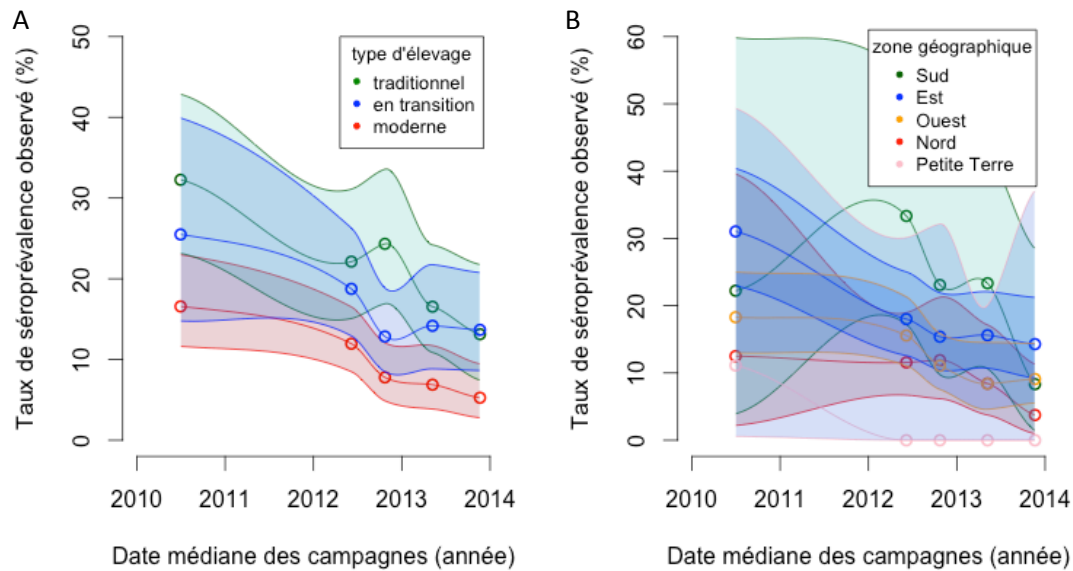 A
Taux de séroprévalence observé (%)
50
40
30
20
10
0
type d'élevage
traditionnel
en transition
moderne
2010 2011 2012 2013 2014
Date médiane des campagnes (année)
B
Taux de séroprévalence observé (%)
60
50
40
30
20
10
0
zone géographique
Sud
Est
Ouest
Nord
Petite Terre
2010 2011 2012 2013 2014
Date médiane des campagnes (année)